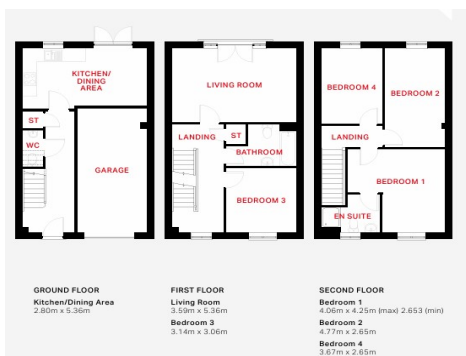 KITCHEN/
DINING
AREA
ST
WC
GARAGE
LIVING ROOM
LANDING
ST
BATHROOM
BEDROOM 3
BEDROOM 4
BEDROOM 2
LANDING
BEDROOM 1
EN SUITE
GROUND FLOOR
Kitchen/Dining Area
2.80m x 5.36m
FIRST FLOOR
Living Room
3.59m x 5.36m
Bedroom 3
3.14m x 3.06m
SECOND FLOOR
Bedroom 1
4.06m x 4.25m (max) 2.653 (min)
Bedroom 2
4.77m x 2.65m
Bedroom 4
3.67m x 2.65m